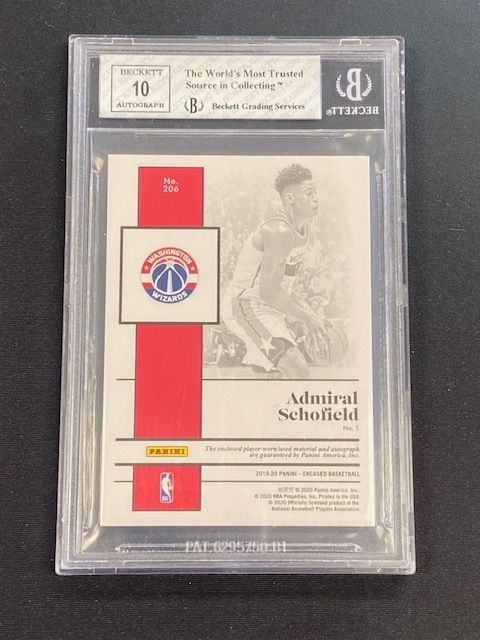 BECKETT
10
AUTOGRAPH
The World's Most Trusted
Source in Collecting™
B
Beckett Grading Services
B
BECKETT
No.
206
WASHINGTON
WIZARDS
Admiral
Schofield
No. 1
PANINI
The enclosed player-worn/used material and autograph
are guaranteed by Panini America, Inc.
2019-20 PANINI – ENCASED BASKETBALL
© 2020 Panini America, Inc.
© 2020 NBA Properties, Inc. Printed in the USA.
© 2020 Officially licensed product of the
National Basketball Players Association.
NBA